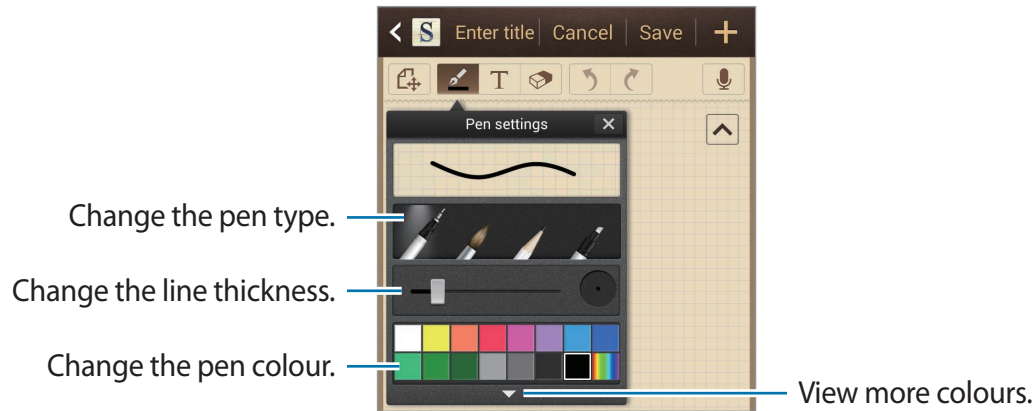 S Enter title Cancel Save
T
Pen settings
Change the pen type.
Change the line thickness.
Change the pen colour.
View more colours.